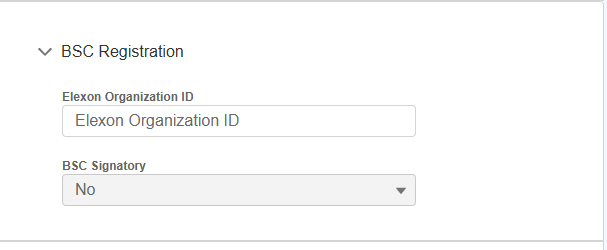 BSC Registration
Elexon Organization ID
Elexon Organization ID
BSC Signatory
No